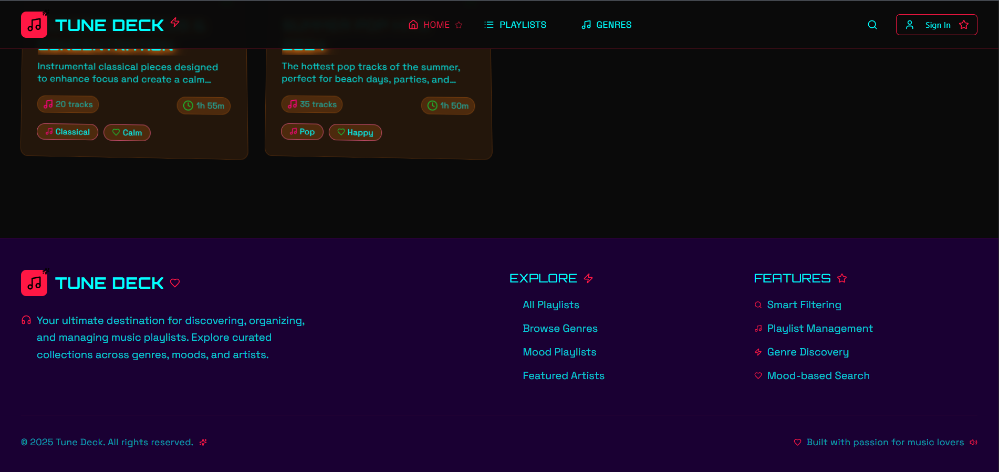 TUNE DECK
HOME
PLAYLISTS
GENRES
Sign In
Instrumental classical pieces designed
to enhance focus and create a calm...
20 tracks
1h 55m
Classical
Calm
The hottest pop tracks of the summer,
perfect for beach days, parties, and...
35 tracks
1h 50m
Pop
Happy
TUNE DECK
Your ultimate destination for discovering, organizing,
and managing music playlists. Explore curated
collections across genres, moods, and artists.
EXPLORE
All Playlists
Browse Genres
Mood Playlists
Featured Artists
FEATURES
Smart Filtering
Playlist Management
Genre Discovery
Mood-based Search
© 2025 Tune Deck. All rights reserved.
Built with passion for music lovers